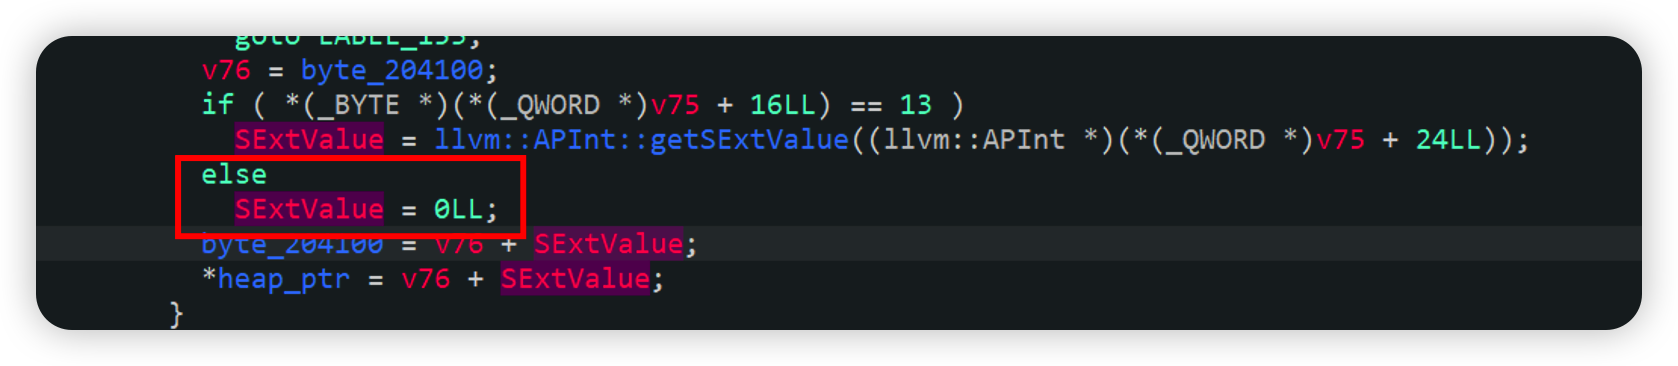 goto LABEL_155;
v76 = byte_204100;
if ( *(_BYTE *)(*(_QWORD *)v75 + 16LL) == 13 )
SExtValue = llvm::APInt::getSExtValue((llvm::APInt *)(*(_QWORD *)v75 + 24LL));
else
SExtValue = 0LL;
byte_204100 = v76 + SExtValue;
*heap_ptr = v76 + SExtValue;
}